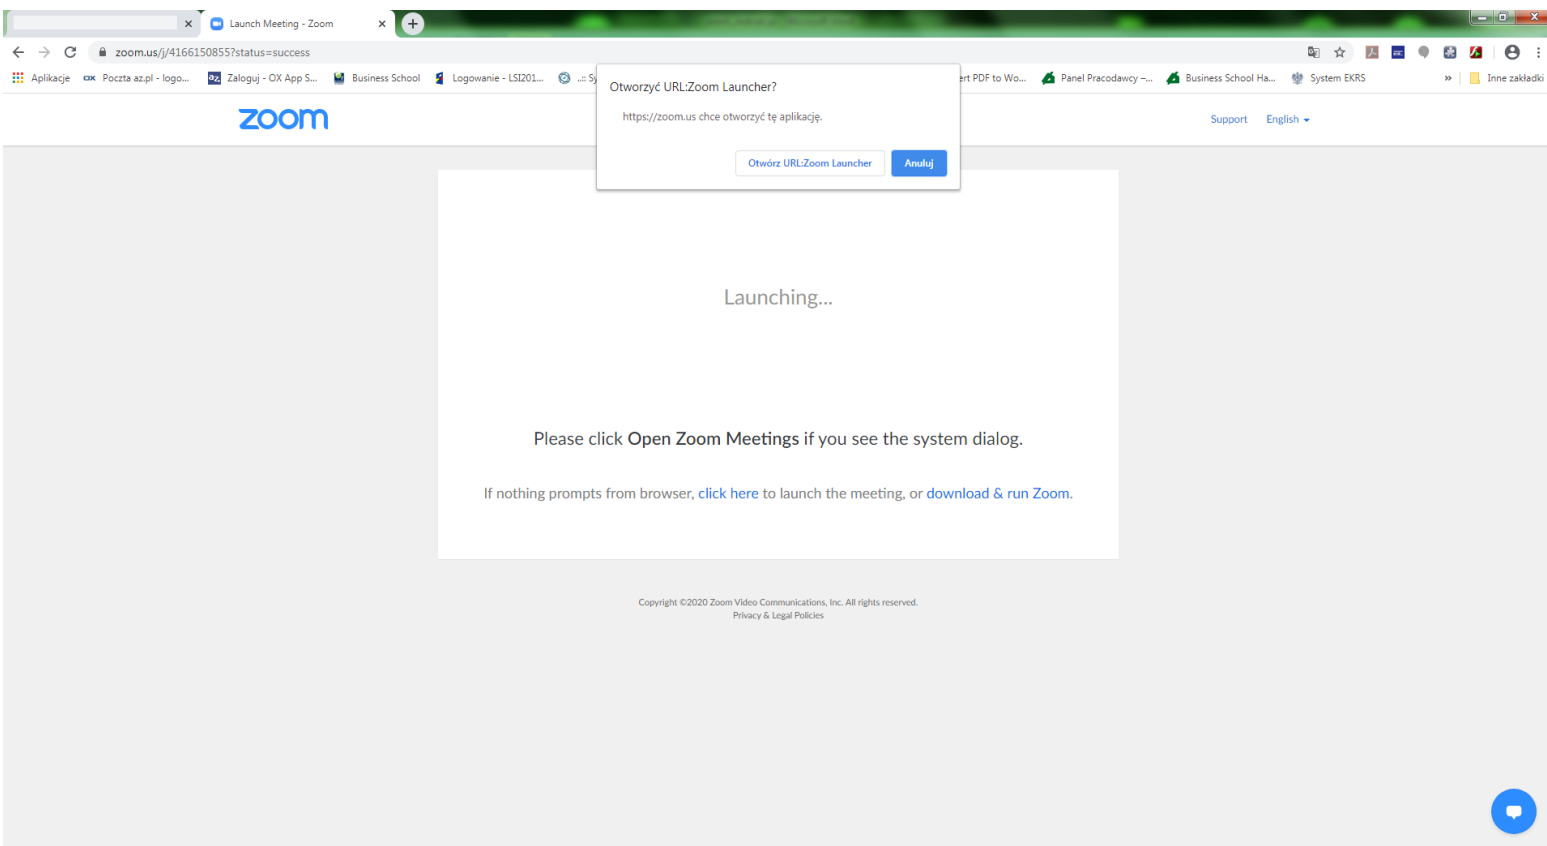 Launch Meeting - Zoom
zoom.us/j/4166150855?status=success
Aplikacje Poczta az.pl - logo... Zaloguj - OX App S... Business School Logowanie - LSI201... ..:: Sy ert PDF to Wo... Panel Pracodawcy –... Business School Ha... System EKRS » Inne zakładki
Otworzyć URL:Zoom Launcher?
https://zoom.us chce otworzyć tę aplikację.
Otwórz URL:Zoom Launcher Anuluj
zoom
Support English
Launching...
Please click Open Zoom Meetings if you see the system dialog.
If nothing prompts from browser, click here to launch the meeting, or download & run Zoom.
Copyright ©2020 Zoom Video Communications, Inc. All rights reserved.
Privacy & Legal Policies